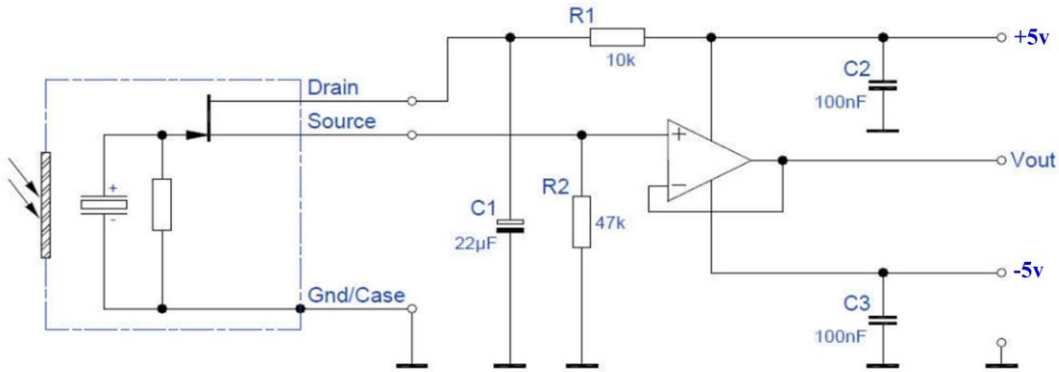 R1
10k
+5v
C2
100nF
Drain
Source
+
−
Vout
+
-
R2
47k
C1
22µF
-5v
Gnd/Case
C3
100nF